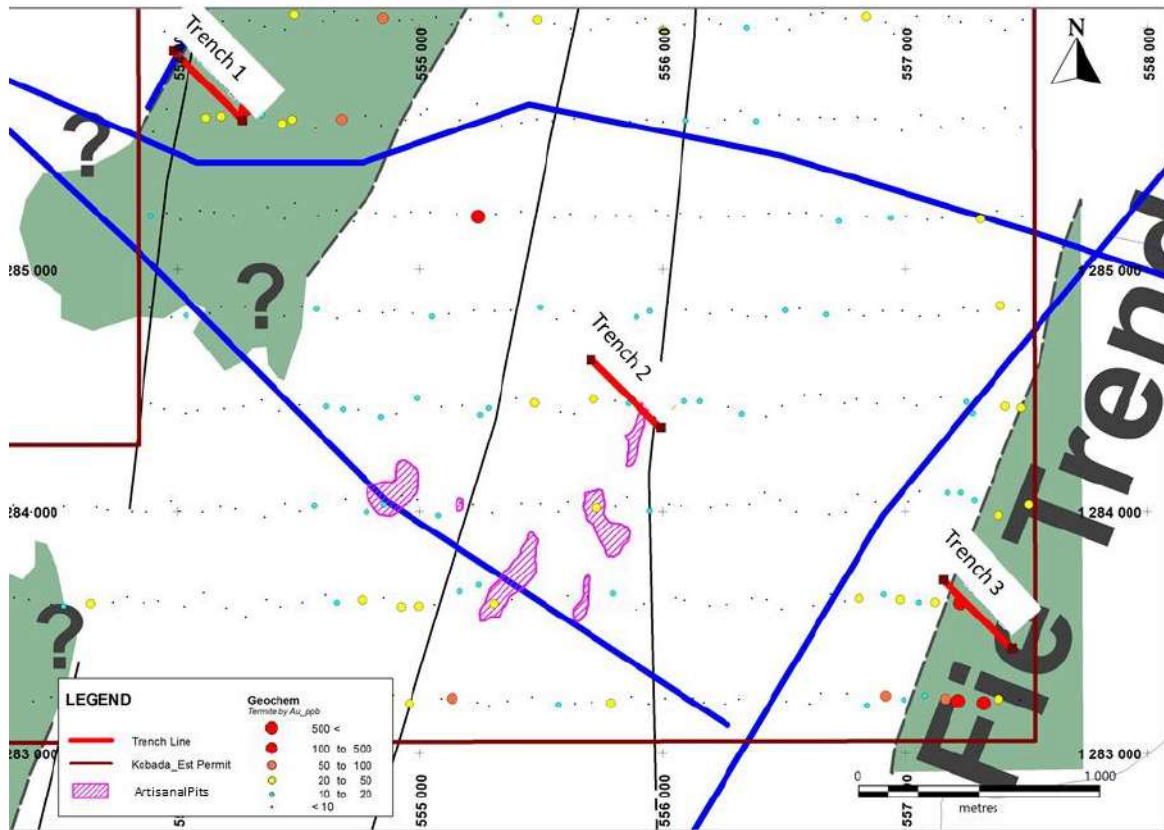 Trench 1
555 000
556 000
557 000
558 000
N
?
285 000
?
1 285 000
Trench 2
284 000
1 284 000
Trench 3
?
Fie Trend
LEGEND
Trench Line
Kobada_Est Permit
ArtisanalPits
Geochem
Termite by Au_ppb
500 <
100 to 500
50 to 100
20 to 50
10 to 20
< 10
1 283 000
555 000
556 000
557
0
1 000
metres